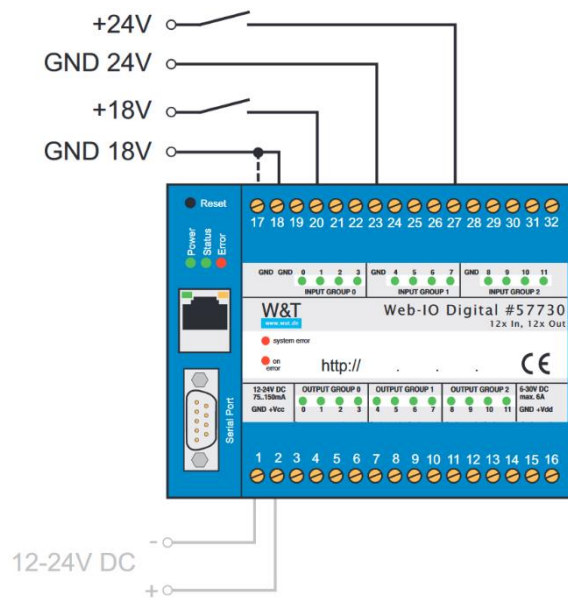 +24V
GND 24V
+18V
GND 18V
Reset
17 18 19 20 21 22 23 24 25 26 27 28 29 30 31 32
Power
Status
Error
GND GND 0 1 2 3 GND 4 5 6 7 GND 8 9 10 11
INPUT GROUP 0 INPUT GROUP 1 INPUT GROUP 2
W&T Web-IO Digital #57730
www.wut.de 12x In, 12x Out
system error
on
error
http:// . . . CE
12-24V DC OUTPUT GROUP 0 OUTPUT GROUP 1 OUTPUT GROUP 2 6-30V DC
75..150mA max. 6A
GND +Vcc 0 1 2 3 4 5 6 7 8 9 10 11 GND +Vdd
Serial Port
1 2 3 4 5 6 7 8 9 10 11 12 13 14 15 16
-
12-24V DC
+